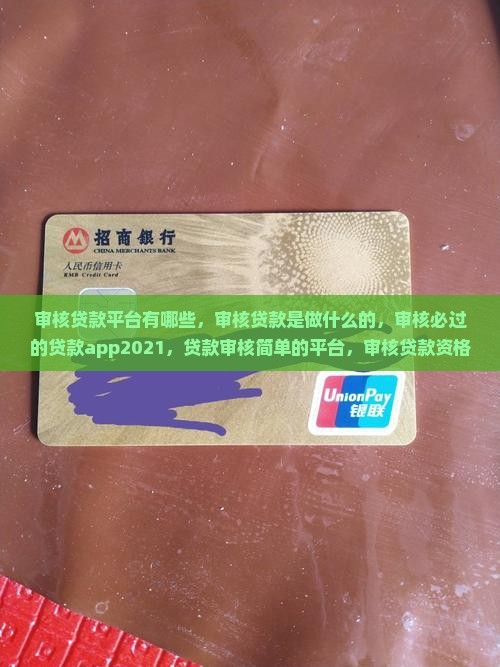 招商银行
CHINA MERCHANTS BANK
人民币信用卡
RMB Credit Card
审核贷款平台有哪些，审核贷款是做什么的，审核必过
的贷款app2021，贷款审核简单的平台，审核贷款资格
UnionPay
银联